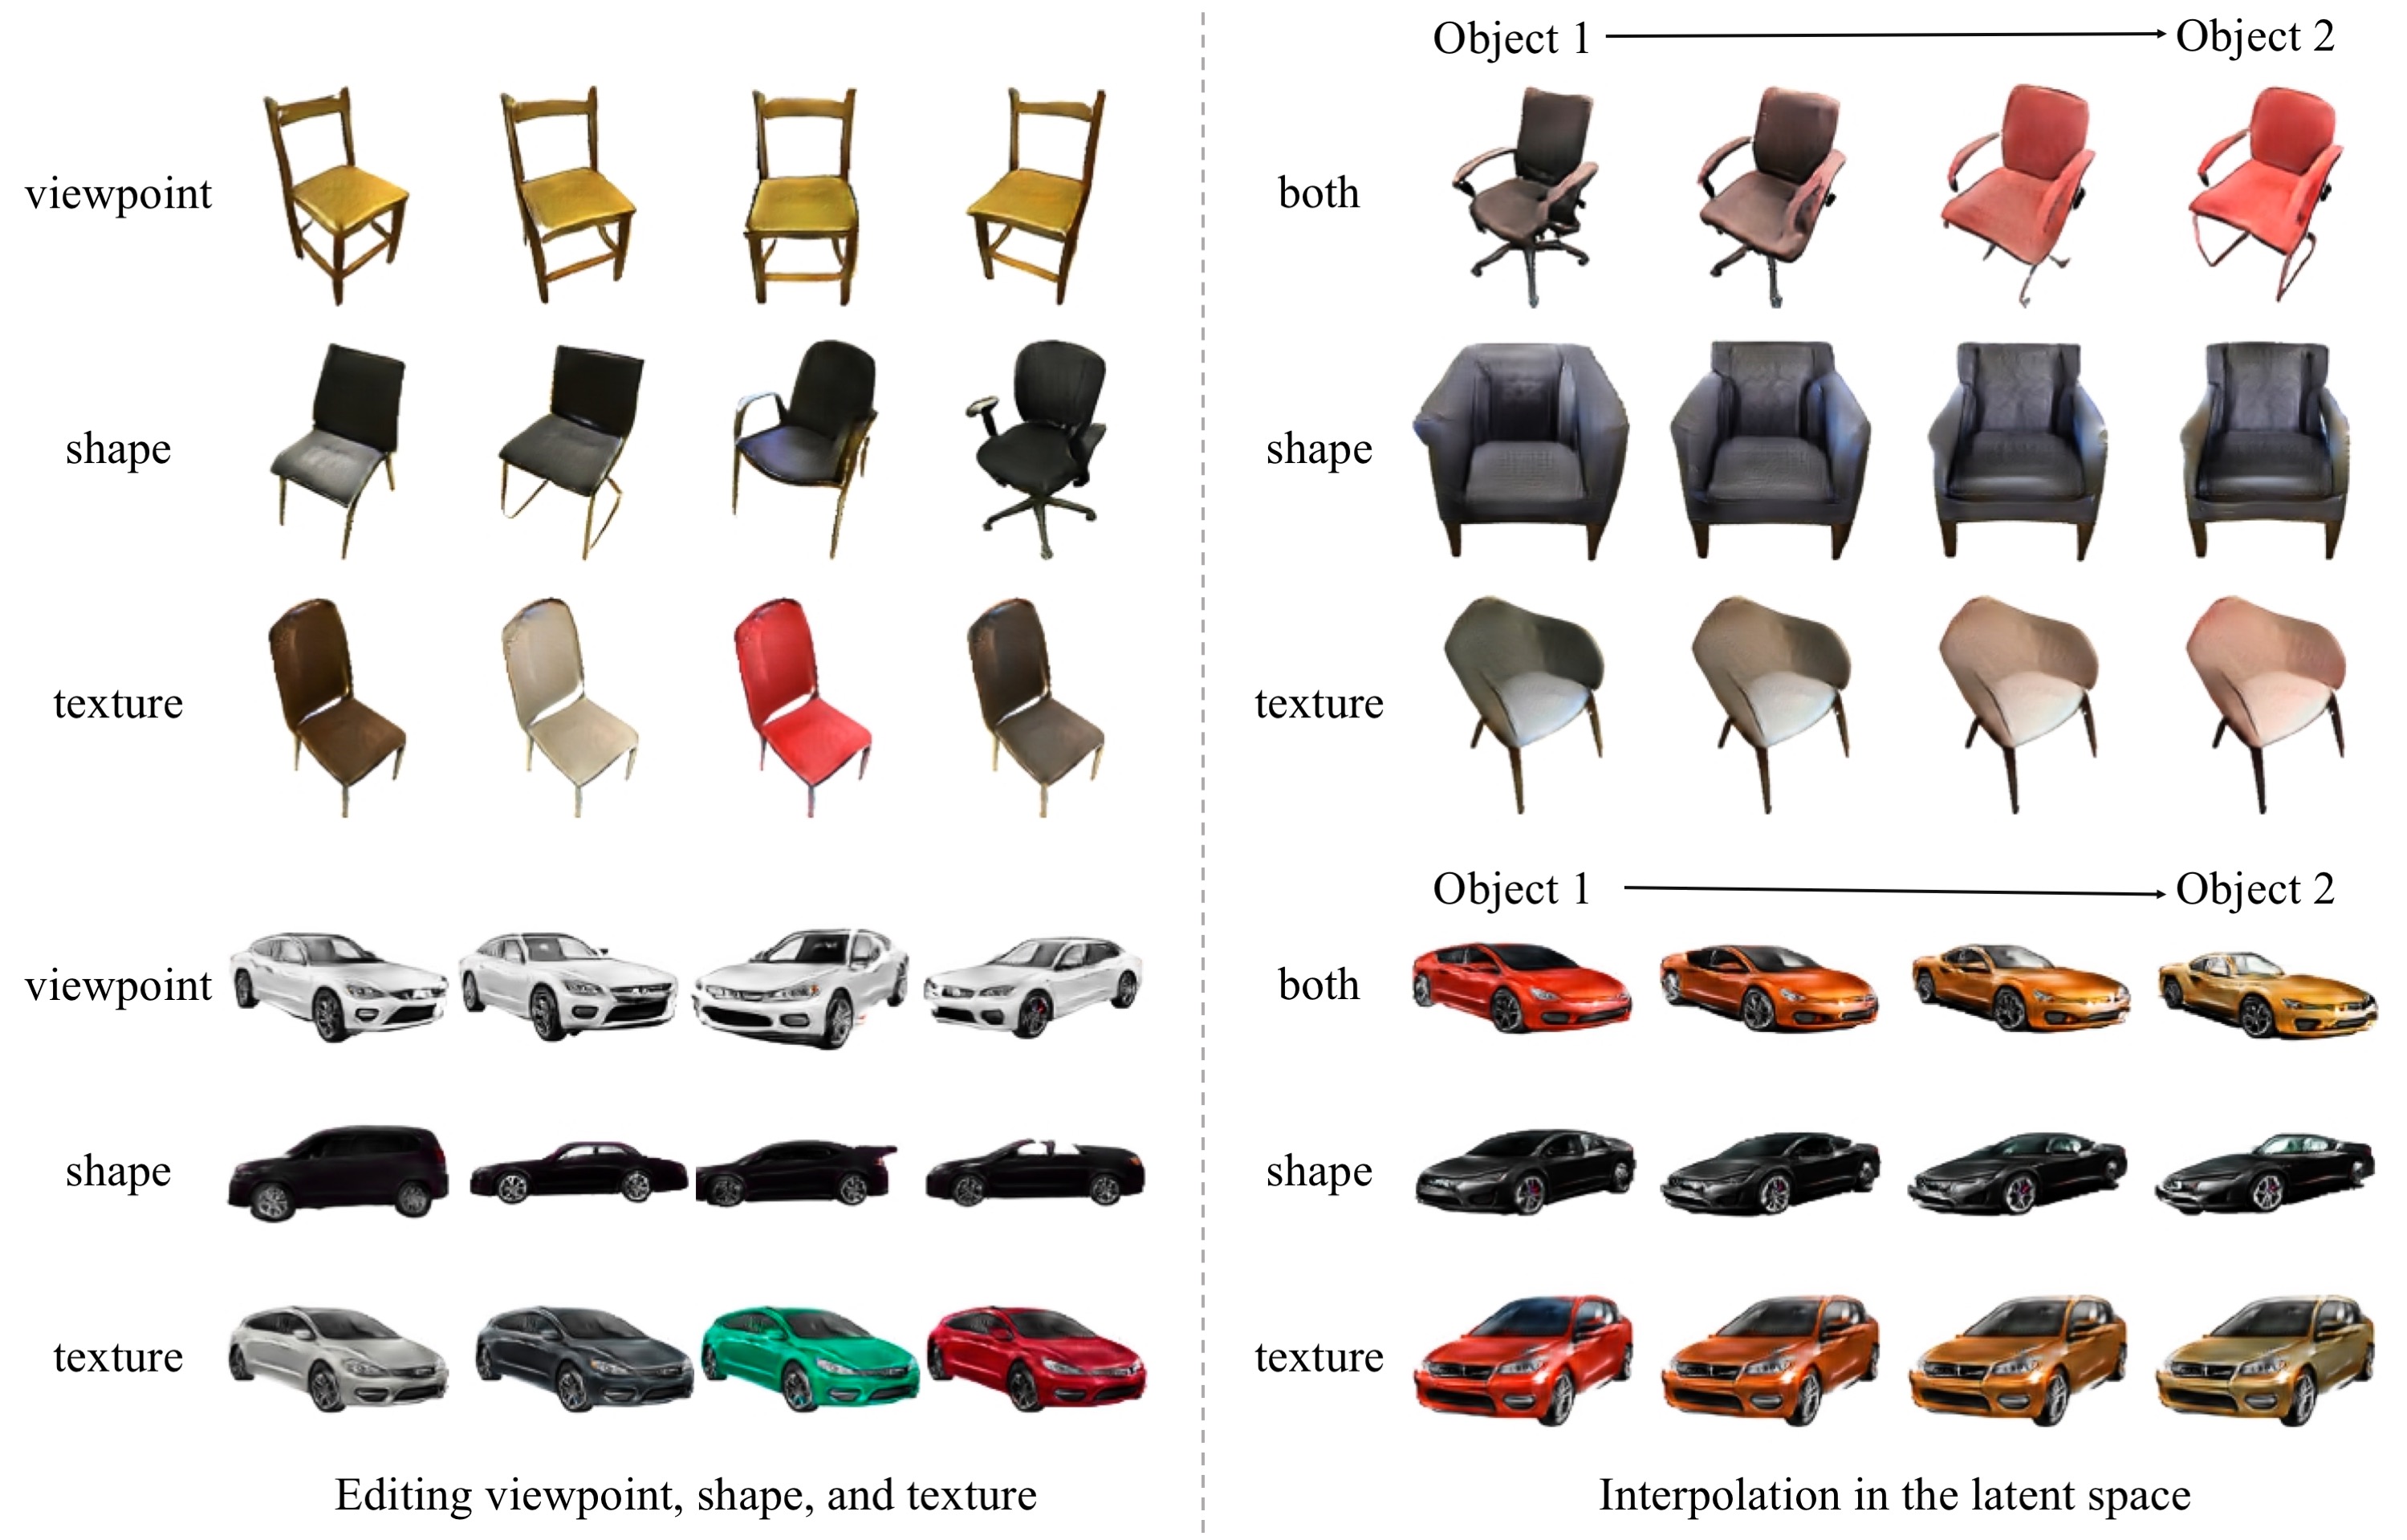 viewpoint
shape
texture
viewpoint
shape
texture
Editing viewpoint, shape, and texture
Object 1
Object 2
both
shape
texture
Object 1
Object 2
both
shape
texture
Interpolation in the latent space